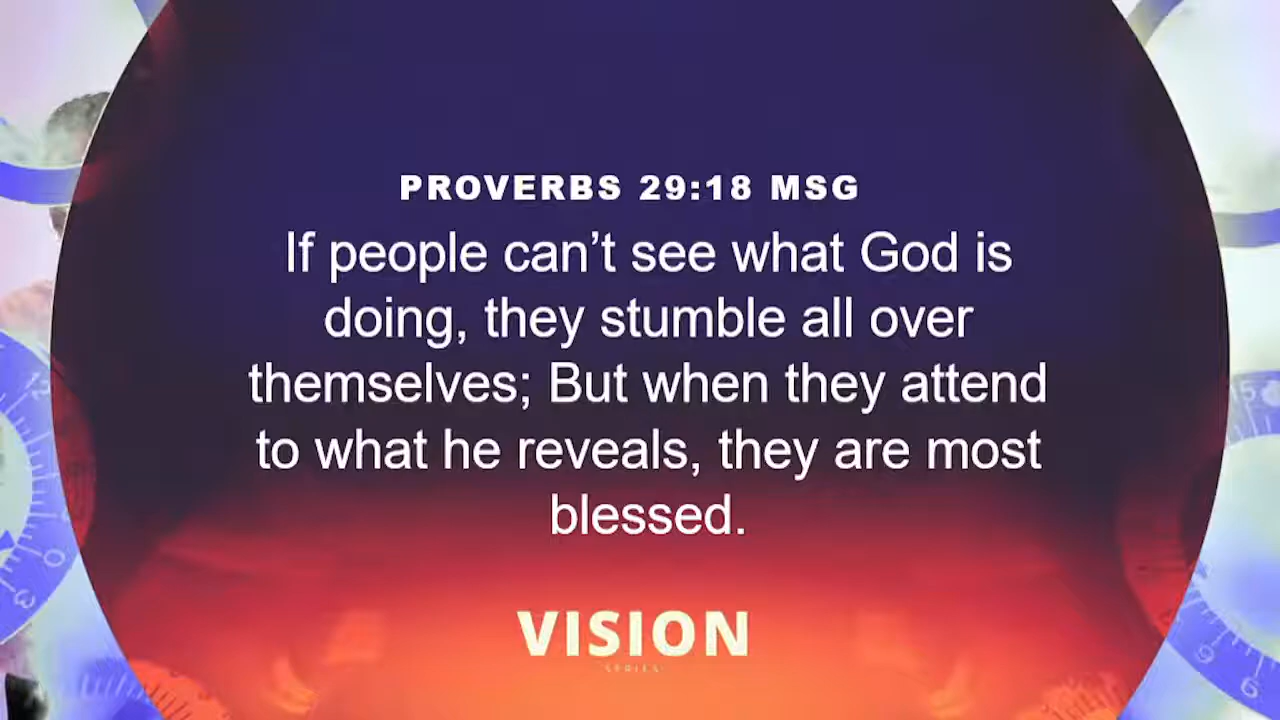 PROVERBS 29:18 MSG
If people can’t see what God is
doing, they stumble all over
themselves; But when they attend
to what he reveals, they are most
blessed.
VISION
SERIES